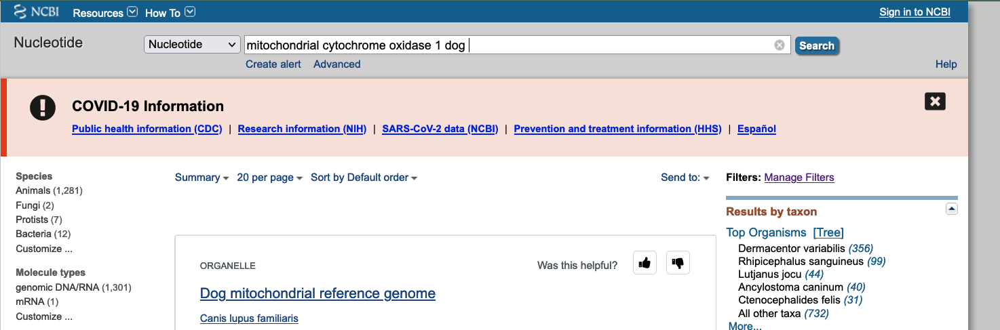 NCBI Resources How To Sign in to NCBI
Nucleotide Nucleotide mitochondrial cytochrome oxidase 1 dog Search
Create alert Advanced Help
COVID-19 Information
Public health information (CDC) | Research information (NIH) | SARS-CoV-2 data (NCBI) | Prevention and treatment information (HHS) | Español
Species
Animals (1,281)
Fungi (2)
Protists (7)
Bacteria (12)
Customize ...
Molecule types
genomic DNA/RNA (1,301)
mRNA (1)
Customize ...
Summary 20 per page Sort by Default order Send to:
ORGANELLE Was this helpful?
Dog mitochondrial reference genome
Canis lupus familiaris
Filters: Manage Filters
Results by taxon
Top Organisms [Tree]
Dermacentor variabilis (356)
Rhipicephalus sanguineus (99)
Lutjanus jocu (44)
Ancylostoma caninum (40)
Ctenocephalides felis (31)
All other taxa (732)
More...